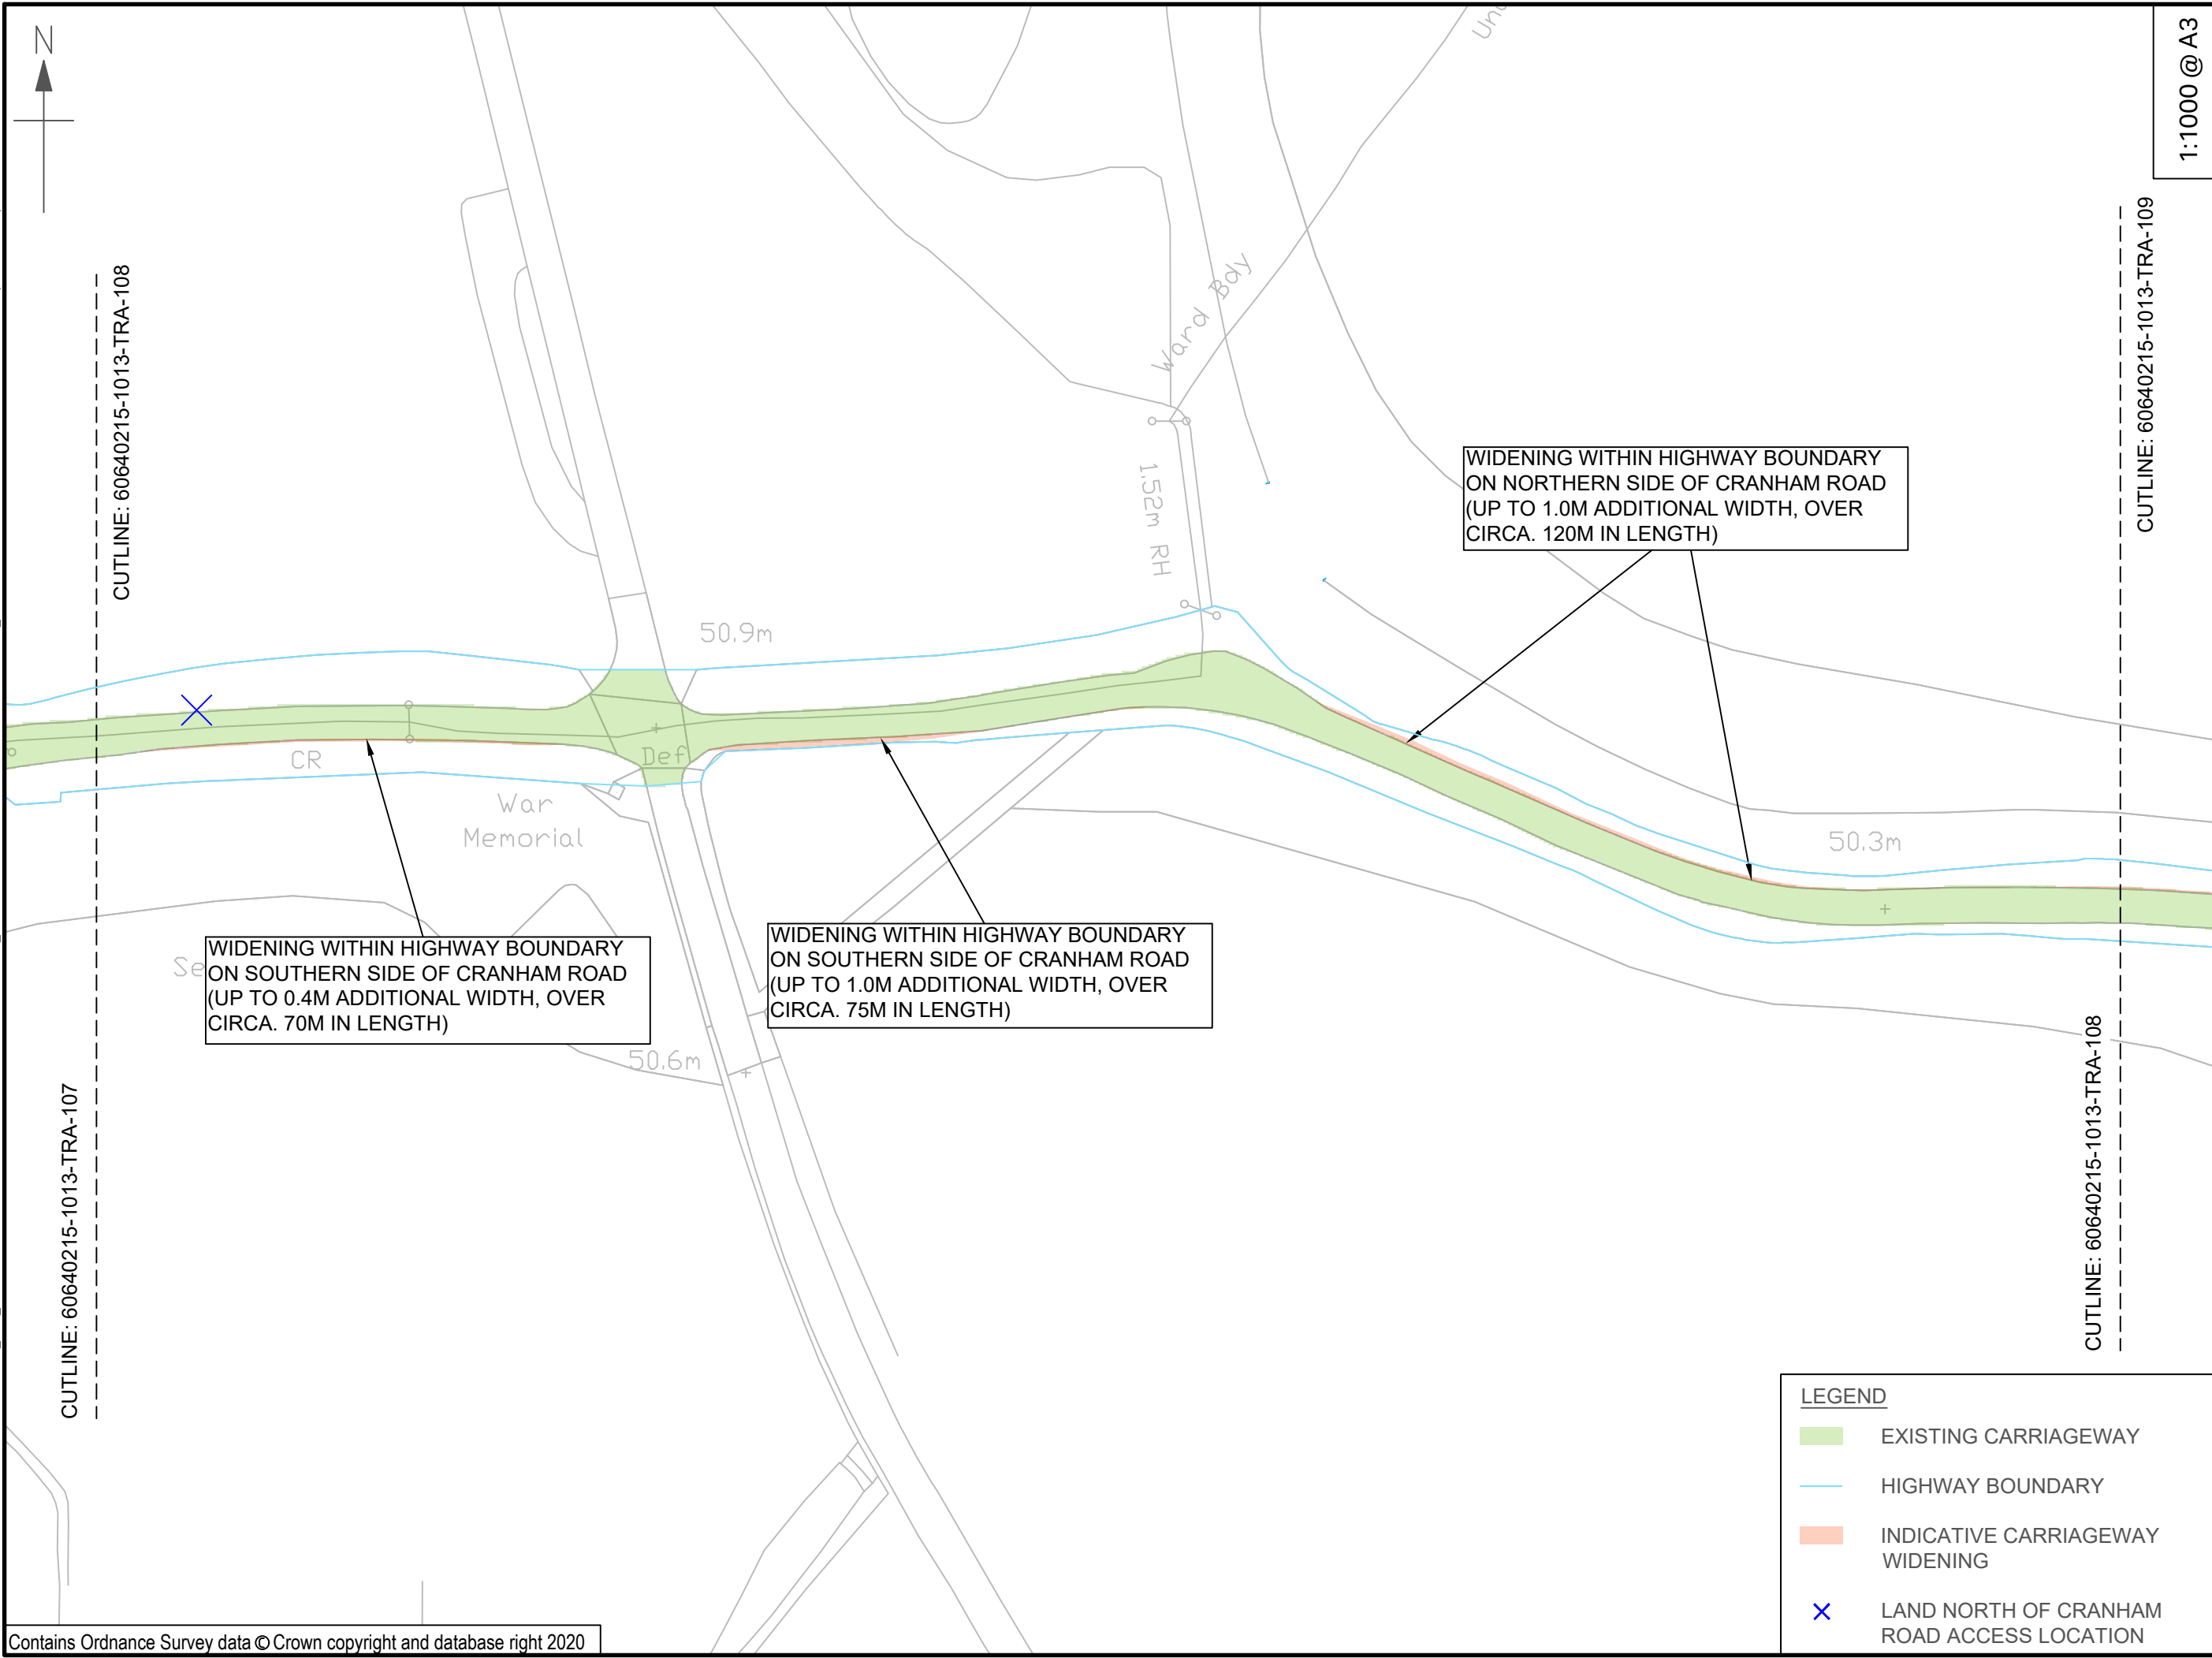 N
1:1000 @ A3
CUTLINE: 60640215-1013-TRA-108
CUTLINE: 60640215-1013-TRA-109
Ward Bdy
1.52m RH
WIDENING WITHIN HIGHWAY BOUNDARY
ON NORTHERN SIDE OF CRANHAM ROAD
(UP TO 1.0M ADDITIONAL WIDTH, OVER
CIRCA. 120M IN LENGTH)
50.9m
CR
Def
War
Memorial
50.3m
WIDENING WITHIN HIGHWAY BOUNDARY
ON SOUTHERN SIDE OF CRANHAM ROAD
(UP TO 0.4M ADDITIONAL WIDTH, OVER
CIRCA. 70M IN LENGTH)
WIDENING WITHIN HIGHWAY BOUNDARY
ON SOUTHERN SIDE OF CRANHAM ROAD
(UP TO 1.0M ADDITIONAL WIDTH, OVER
CIRCA. 75M IN LENGTH)
50.6m
CUTLINE: 60640215-1013-TRA-107
CUTLINE: 60640215-1013-TRA-108
LEGEND
EXISTING CARRIAGEWAY
HIGHWAY BOUNDARY
INDICATIVE CARRIAGEWAY
WIDENING
LAND NORTH OF CRANHAM
ROAD ACCESS LOCATION
Contains Ordnance Survey data © Crown copyright and database right 2020